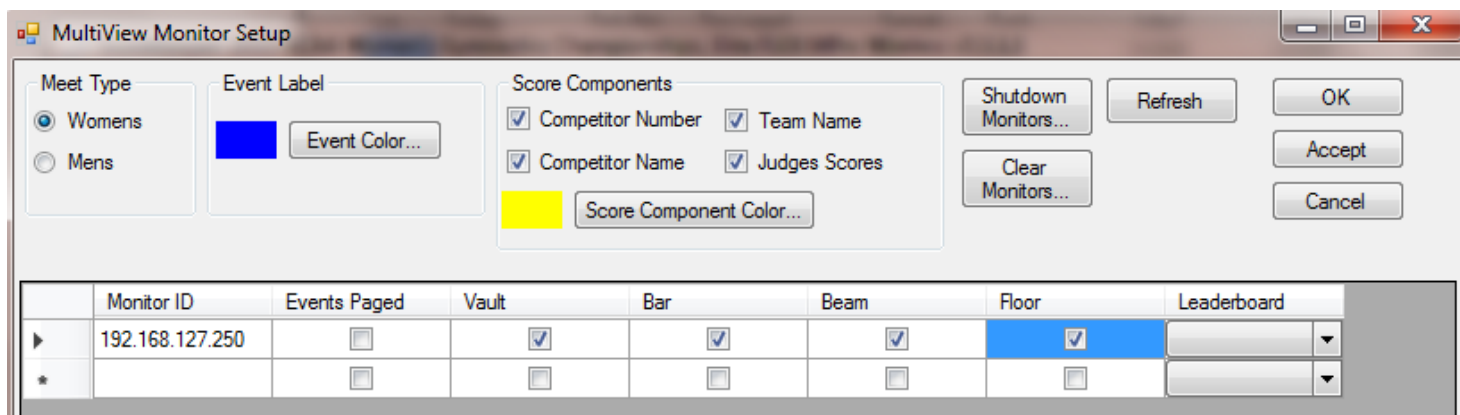 MultiView Monitor Setup
Meet Type
Womens
Mens
Event Label
Event Color...
Score Components
Competitor Number
Team Name
Competitor Name
Judges Scores
Score Component Color...
Shutdown
Monitors...
Clear
Monitors...
Refresh
OK
Accept
Cancel
Monitor ID Events Paged Vault Bar Beam Floor Leaderboard
192.168.127.250
*